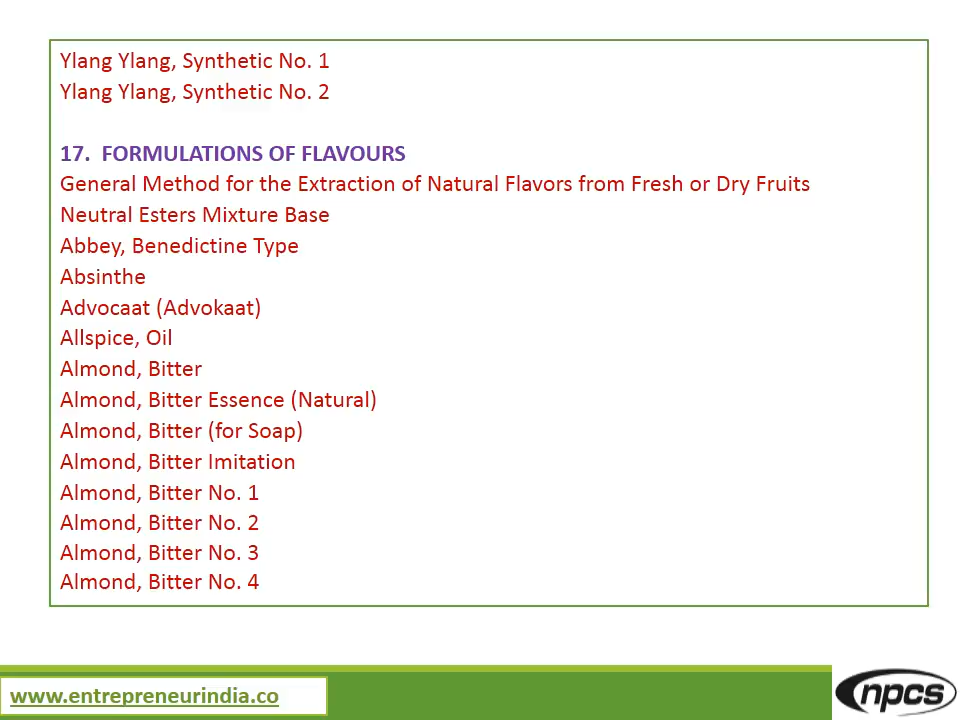 Ylang Ylang, Synthetic No. 1
Ylang Ylang, Synthetic No. 2
17. FORMULATIONS OF FLAVOURS
General Method for the Extraction of Natural Flavors from Fresh or Dry Fruits
Neutral Esters Mixture Base
Abbey, Benedictine Type
Absinthe
Advocaat (Advokaat)
Allspice, Oil
Almond, Bitter
Almond, Bitter Essence (Natural)
Almond, Bitter (for Soap)
Almond, Bitter Imitation
Almond, Bitter No. 1
Almond, Bitter No. 2
Almond, Bitter No. 3
Almond, Bitter No. 4
www.entrepreneurindia.co
npcs